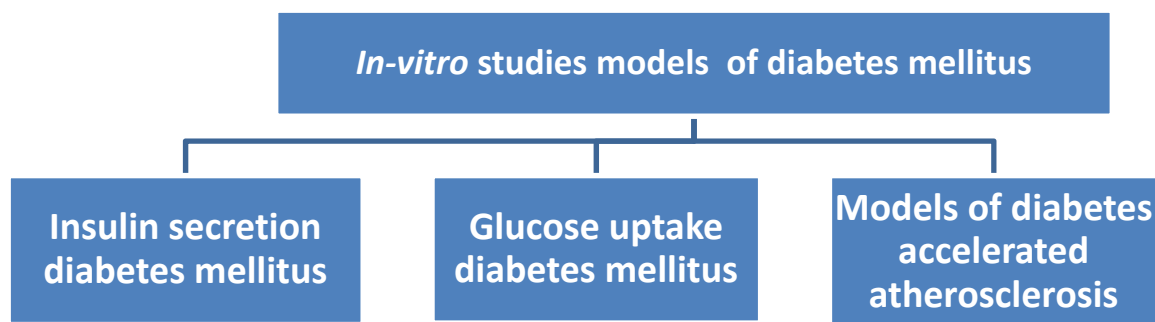 In-vitro studies models of diabetes mellitus
Insulin secretion
diabetes mellitus
Glucose uptake
diabetes mellitus
Models of diabetes
accelerated
atherosclerosis